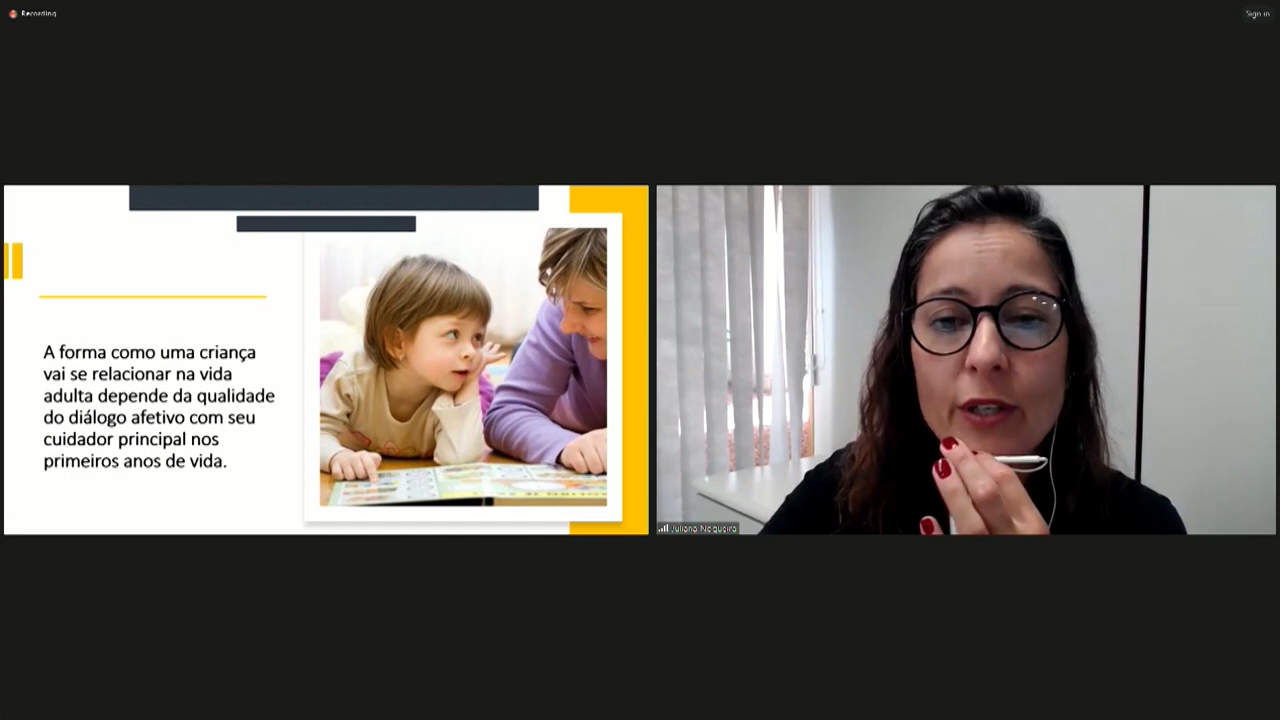 Recording
Sign in
A forma como uma criança
vai se relacionar na vida
adulta depende da qualidade
do diálogo afetivo com seu
cuidador principal nos
primeiros anos de vida.
Juliana Nogueira